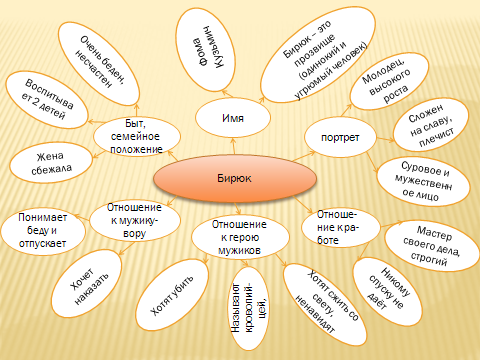 Очень беден,
несчастен
Фома
Кузьмич
Бирюк – это
прозвище
(одинокий и
угрюмый человек)
Молодец,
высокого
роста
Воспитыва
ет 2 детей
Быт,
семейное
положение
Имя
портрет
Сложен
на славу,
плечист
Жена
сбежала
Бирюк
Суровое и
мужественн
ое лицо
Понимает
беду и
отпускает
Отношение
к мужику-
вору
Отношение
к герою
мужиков
Отноше-
ние к ра-
боте
Мастер
своего дела,
строгий
Хочет
наказать
Хотят убить
Называют
кровопий-
цей,
Хотят сжить со
свету,
ненавидят
Никому
спуску не
даёт